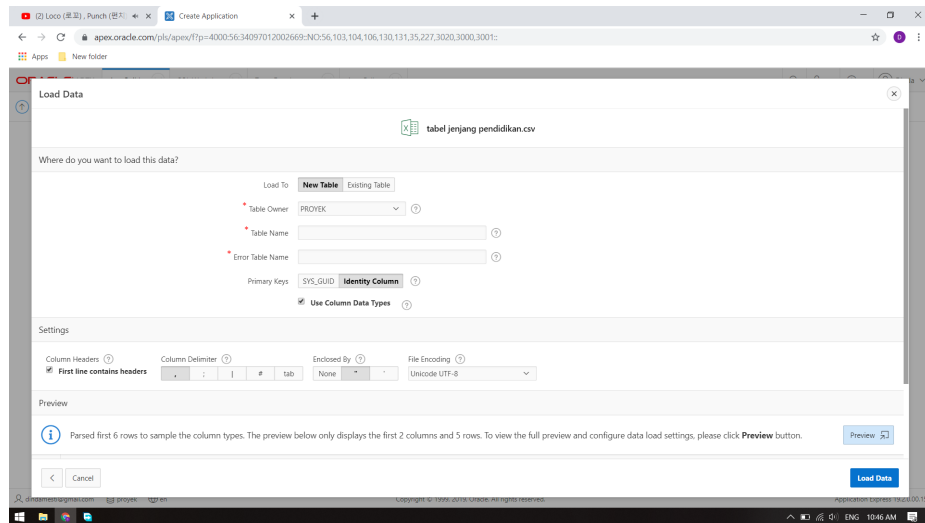 (2) Loco (로꼬) , Punch (펀치)
Create Application
apex.oracle.com/pls/apex/f?p=4000:56:34097012002669::NO:56,103,104,106,130,131,35,227,3020,3000,3001::
D
Apps New folder
Load Data
tabel jenjang pendidikan.csv
Where do you want to load this data?
Load To New Table Existing Table
* Table Owner PROYEK ?
* Table Name ?
* Error Table Name ?
Primary Keys SYS_GUID Identity Column ?
Use Column Data Types ?
Settings
Column Headers ? Column Delimiter ? Enclosed By ? File Encoding ?
First line contains headers , ; | # tab None " ' Unicode UTF-8
Preview
Parsed first 6 rows to sample the column types. The preview below only displays the first 2 columns and 5 rows. To view the full preview and configure data load settings, please click Preview button.
Preview
Cancel Load Data
proyek en Copyright © 1999, 2019, Oracle. All rights reserved. Application Express 19.2.0.00.1
ENG 10:46 AM